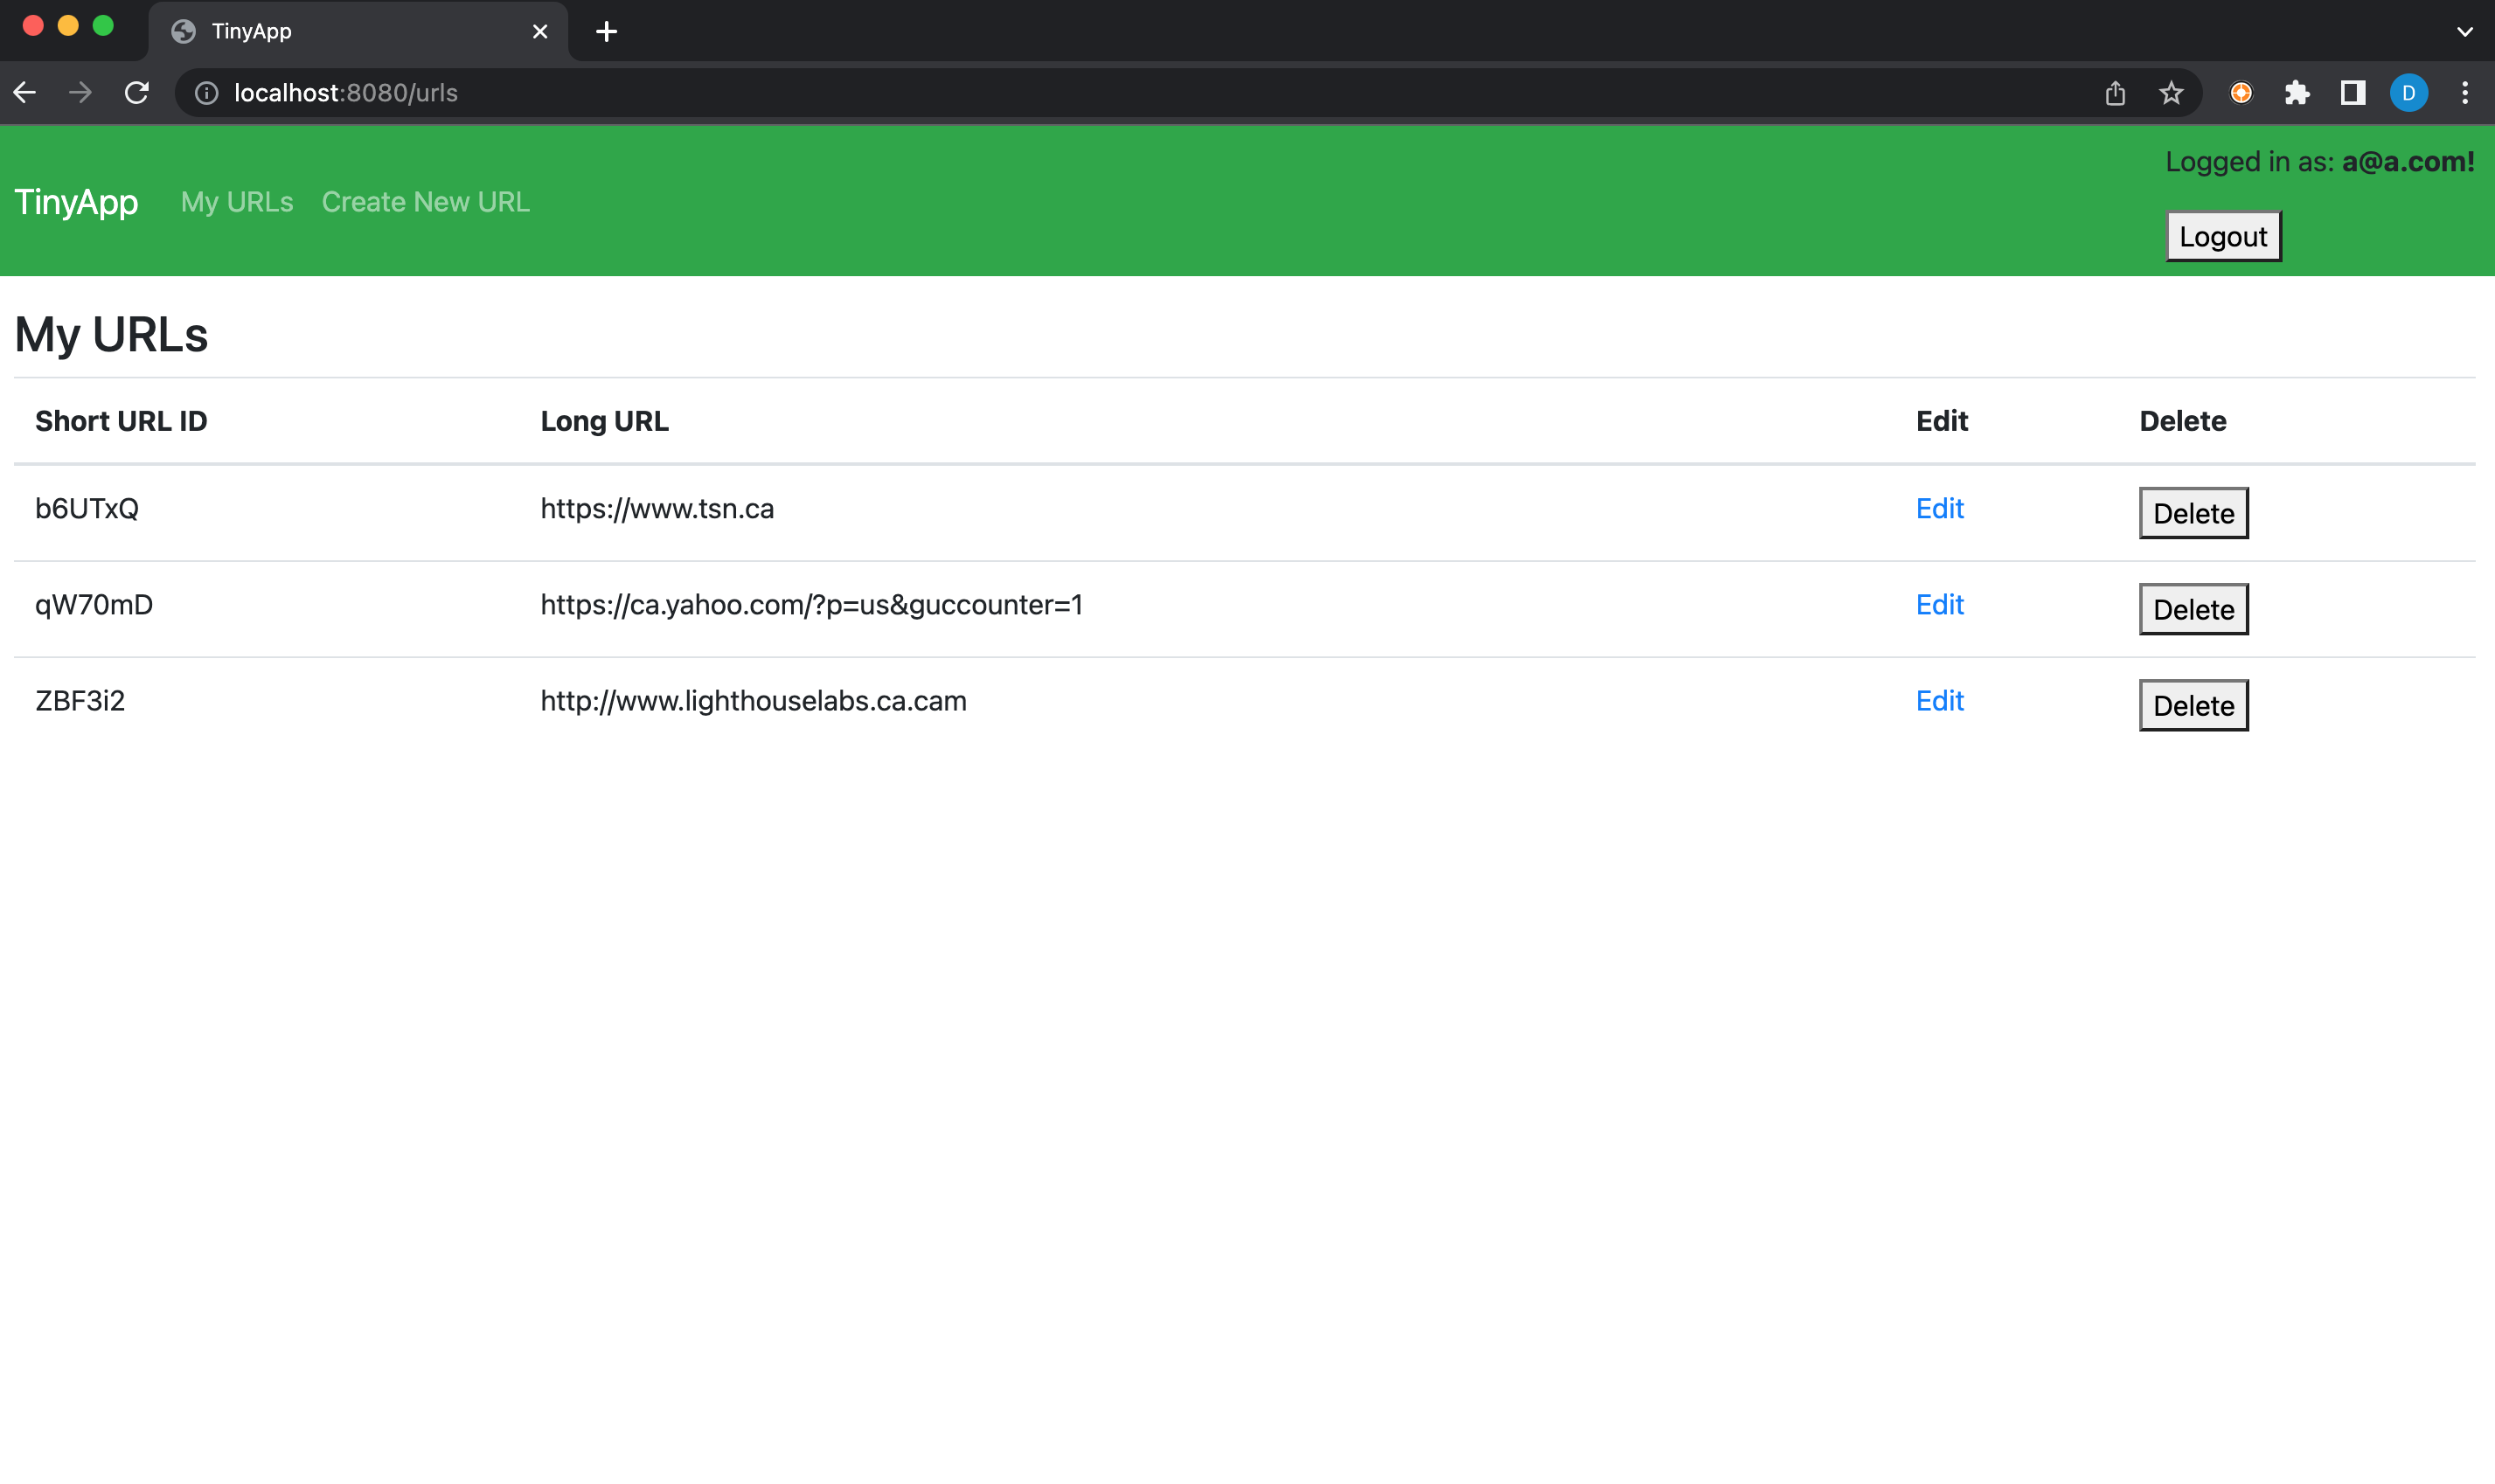 TinyApp
localhost:8080/urls
D
TinyApp My URLs Create New URL
Logged in as: a@a.com!
Logout
My URLs
Short URL ID Long URL Edit Delete
b6UTxQ https://www.tsn.ca Edit Delete
qW70mD https://ca.yahoo.com/?p=us&guccounter=1 Edit Delete
ZBF3i2 http://www.lighthouselabs.ca.cam Edit Delete